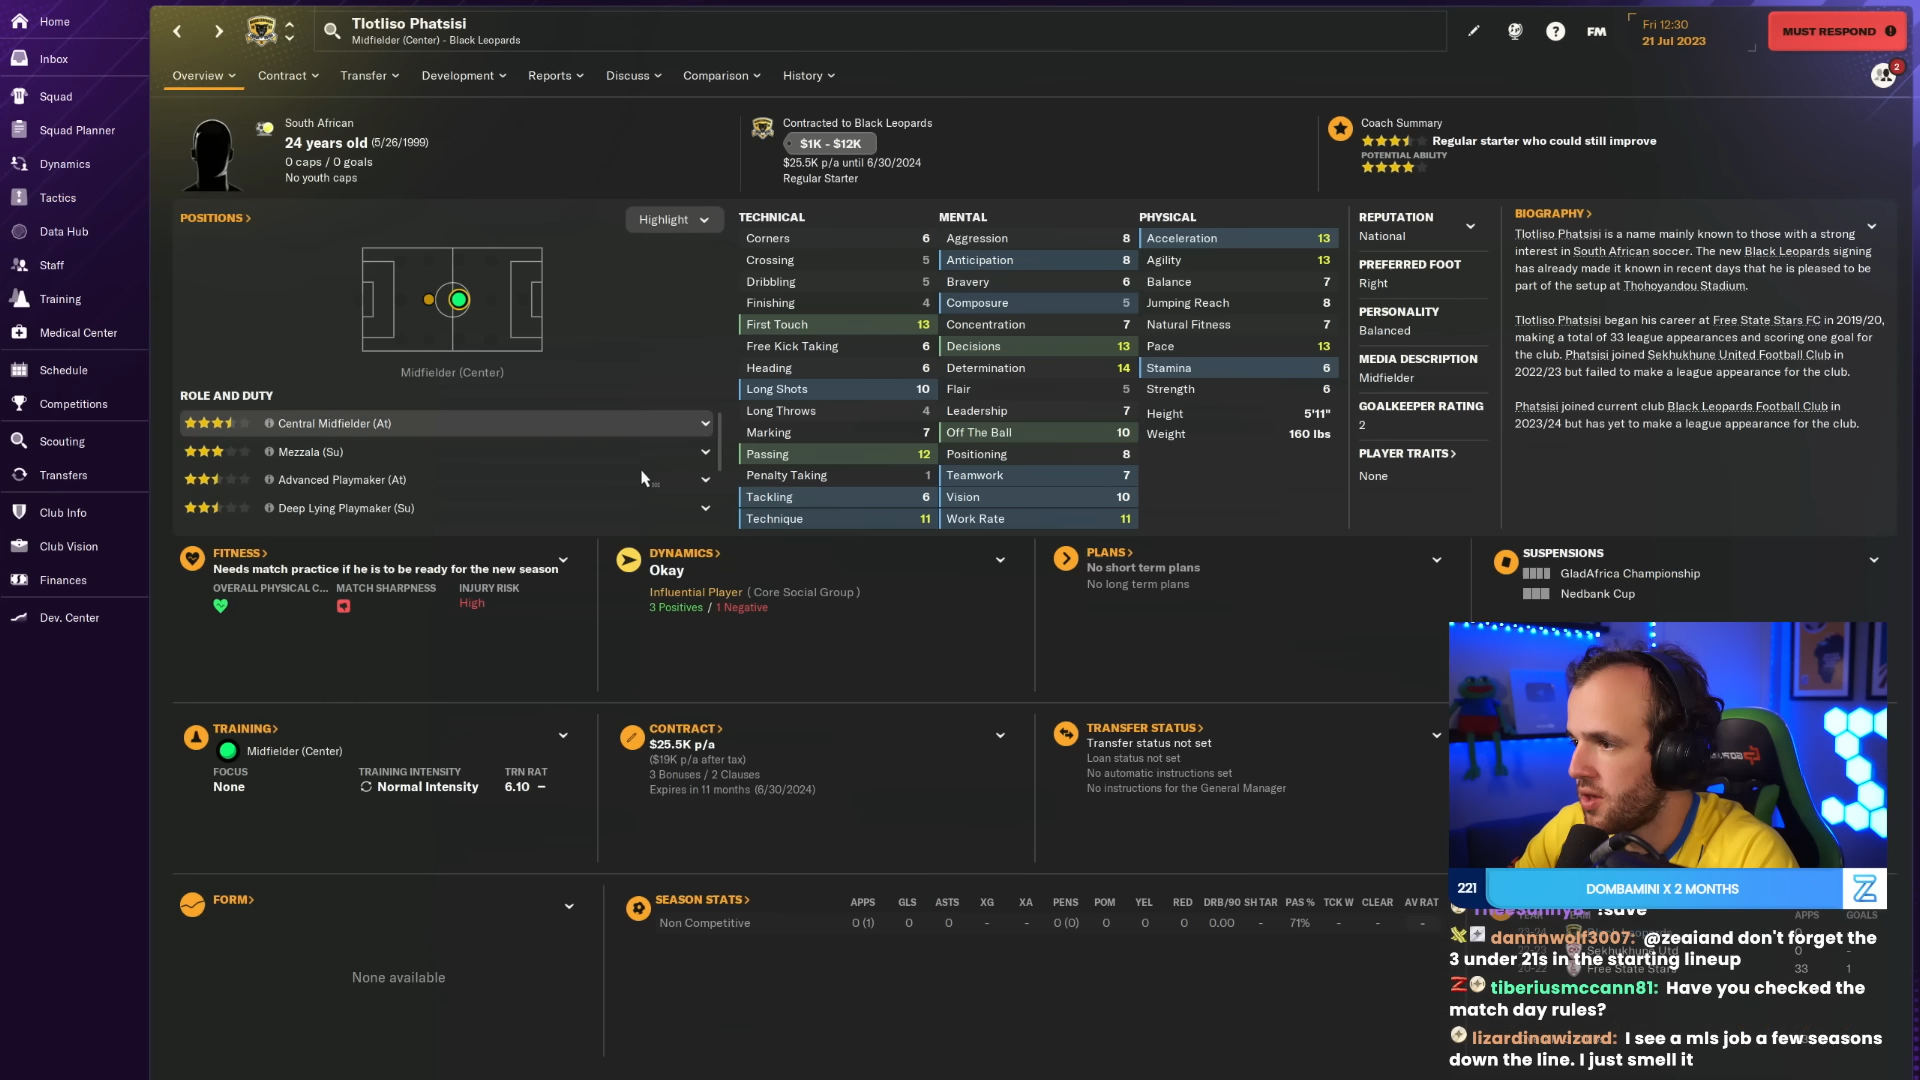 Home
Inbox
Squad
Squad Planner
Dynamics
Tactics
Data Hub
Staff
Training
Medical Center
Schedule
Competitions
Scouting
Transfers
Club Info
Club Vision
Finances
Dev. Center
Tlotliso Phatsisi
Midfielder (Center) - Black Leopards
FM
Fri 12:30
21 Jul 2023
MUST RESPOND
2
Overview
Contract
Transfer
Development
Reports
Discuss
Comparison
History
South African
24 years old (5/26/1999)
0 caps / 0 goals
No youth caps
Contracted to Black Leopards
$1K - $12K
$25.5K p/a until 6/30/2024
Regular Starter
Coach Summary
Regular starter who could still improve
POTENTIAL ABILITY
POSITIONS >
Highlight
Midfielder (Center)
ROLE AND DUTY
Central Midfielder (At)
Mezzala (Su)
Advanced Playmaker (At)
Deep Lying Playmaker (Su)
TECHNICAL
Corners 6
Crossing 5
Dribbling 5
Finishing 4
First Touch 13
Free Kick Taking 6
Heading 6
Long Shots 10
Long Throws 4
Marking 7
Passing 12
Penalty Taking 1
Tackling 6
Technique 11
MENTAL
Aggression 8
Anticipation 8
Bravery 6
Composure 5
Concentration 7
Decisions 13
Determination 14
Flair 5
Leadership 7
Off The Ball 10
Positioning 8
Teamwork 7
Vision 10
Work Rate 11
PHYSICAL
Acceleration 13
Agility 13
Balance 7
Jumping Reach 8
Natural Fitness 7
Pace 13
Stamina 6
Strength 6
Height 5'11"
Weight 160 lbs
REPUTATION
National
PREFERRED FOOT
Right
PERSONALITY
Balanced
MEDIA DESCRIPTION
Midfielder
GOALKEEPER RATING
2
PLAYER TRAITS >
None
BIOGRAPHY >
Tlotliso Phatsisi is a name mainly known to those with a strong
interest in South African soccer. The new Black Leopards signing
has already made it known in recent days that he is pleased to be
part of the setup at Thohoyandou Stadium.
Tlotliso Phatsisi began his career at Free State Stars FC in 2019/20,
making a total of 33 league appearances and scoring one goal for
the club. Phatsisi joined Sekhukhune United Football Club in
2022/23 but failed to make a league appearance for the club.
Phatsisi joined current club Black Leopards Football Club in
2023/24 but has yet to make a league appearance for the club.
FITNESS >
Needs match practice if he is to be ready for the new season
OVERALL PHYSICAL C... MATCH SHARPNESS INJURY RISK
High
DYNAMICS >
Okay
Influential Player ( Core Social Group )
3 Positives / 1 Negative
PLANS >
No short term plans
No long term plans
SUSPENSIONS
GladAfrica Championship
Nedbank Cup
TRAINING >
Midfielder (Center)
FOCUS TRAINING INTENSITY TRN RAT
None Normal Intensity 6.10 -
CONTRACT >
$25.5K p/a
($19K p/a after tax)
3 Bonuses / 2 Clauses
Expires in 11 months (6/30/2024)
TRANSFER STATUS >
Transfer status not set
Loan status not set
No automatic instructions set
No instructions for the General Manager
FORM >
None available
SEASON STATS > APPS GLS ASTS XG XA PENS POM YEL RED DRB/90 SH TAR PAS % TCK W CLEAR AV RAT
Non Competitive 0 (1) 0 0 - - 0 (0) 0 0 0 0.00 - 71% - - -
221 DOMBAMINI X 2 MONTHS Z
APPS GOALS
!save
dannnwolf3007: @zeaiand don't forget the
3 under 21s in the starting lineup
Sekhukhune Utd 0 -
20-22 Free State Stars 33 1
tiberiusmccann81: Have you checked the
match day rules?
lizardinawizard: I see a mls job a few seasons
down the line. I just smell it